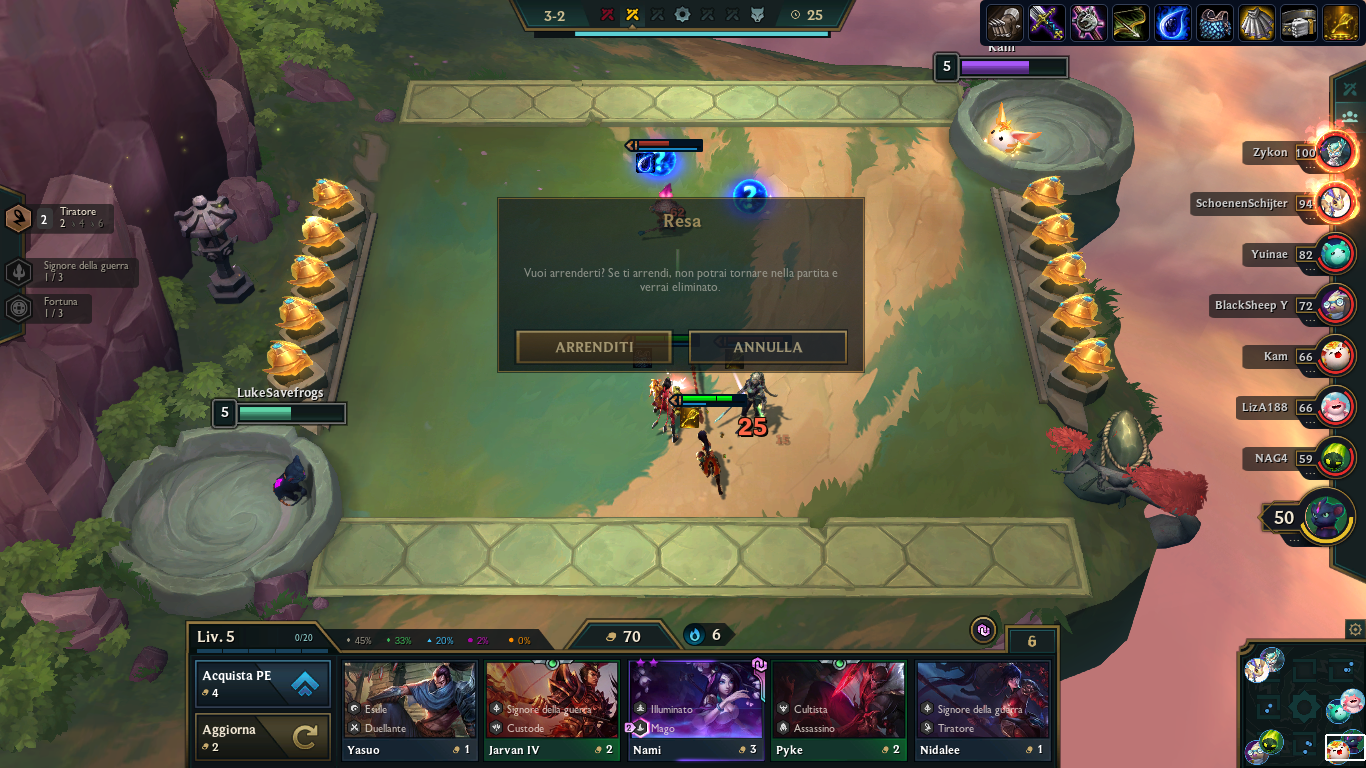 3-2
25
Kam
5
Zykon 100
SchoenenSchijter 94
Yuinae 82
BlackSheep Y 72
Kam 66
LizA188 66
NAG4 59
50
2
Tiratore
2 4 6
Signore della guerra
1 / 3
Fortuna
1 / 3
Resa
Vuoi arrenderti? Se ti arrendi, non potrai tornare nella partita e
verrai eliminato.
ARRENDITI
ANNULLA
LukeSavefrogs
5
25
Liv. 5
0/20
45% 33% 20% 2% 0%
70
6
6
Acquista PE
4
Aggiorna
2
Esule
Duellante
Yasuo 1
Signore della guerra
Custode
Jarvan IV 2
Illuminato
2 Mago
Nami 3
Cultista
Assassino
Pyke 2
Signore della guerra
Tiratore
Nidalee 1